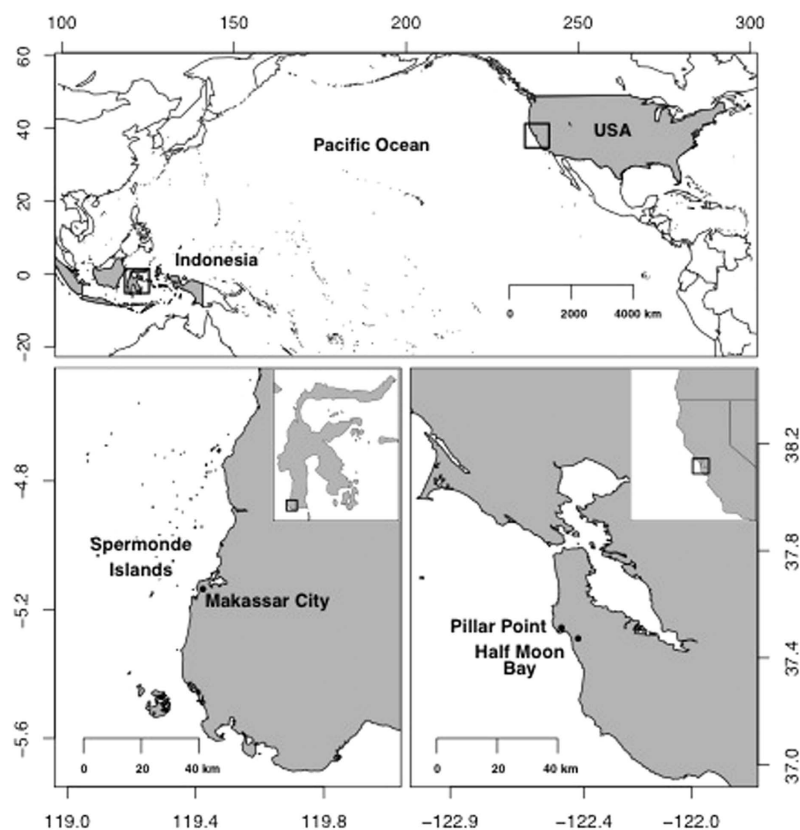 100 150 200 250 300
60
40
20
0
−20
Pacific Ocean
USA
Indonesia
0 2000 4000 km
−4.8
−5.2
−5.6
Spermonde
Islands
Makassar City
0 20 40 km
119.0 119.4 119.8
Pillar Point
Half Moon
Bay
0 20 40
38.2
37.8
37.4
37.0
−122.9 −122.4 −122.0